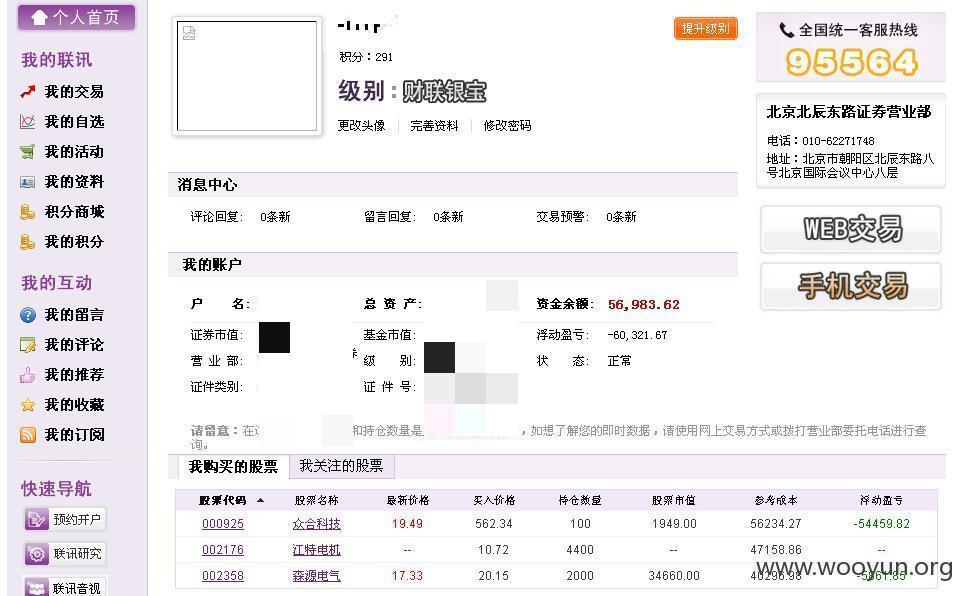 个人首页
我的联讯
我的交易
我的自选
我的活动
我的资料
积分商城
我的积分
我的互动
我的留言
我的评论
我的推荐
我的收藏
我的订阅
快速导航
预约开户
联讯研究
联讯音视
积分：291
级别：财联银宝
更改头像 完善资料 修改密码
提升级别
消息中心
评论回复: 0条新 留言回复: 0条新 交易预警: 0条新
我的账户
户 名: 总 资 产: 资金余额: 56,983.62
证券市值: 基金市值: 浮动盈亏: -60,321.67
营 业 部: 级 别: 状 态: 正常
证件类别: 证 件 号:
请留意：在 和持仓数量是 ，如想了解您的即时数据，请使用网上交易方式或拨打营业部委托电话进行查
询。
我购买的股票 我关注的股票
股票代码 股票名称 最新价格 买入价格 持仓数量 股票市值 参考成本 浮动盈亏
000925 众合科技 19.49 562.34 100 1949.00 56234.27 -54459.82
002176 江特电机 -- 10.72 4400 -- 47158.86 --
002358 森源电气 17.33 20.15 2000 34660.00 40296.98 -5861.85
全国统一客服热线
95564
北京北辰东路证券营业部
电话：010-62271748
地址：北京市朝阳区北辰东路八
号北京国际会议中心八层
WEB交易
手机交易
www.wooyun.org